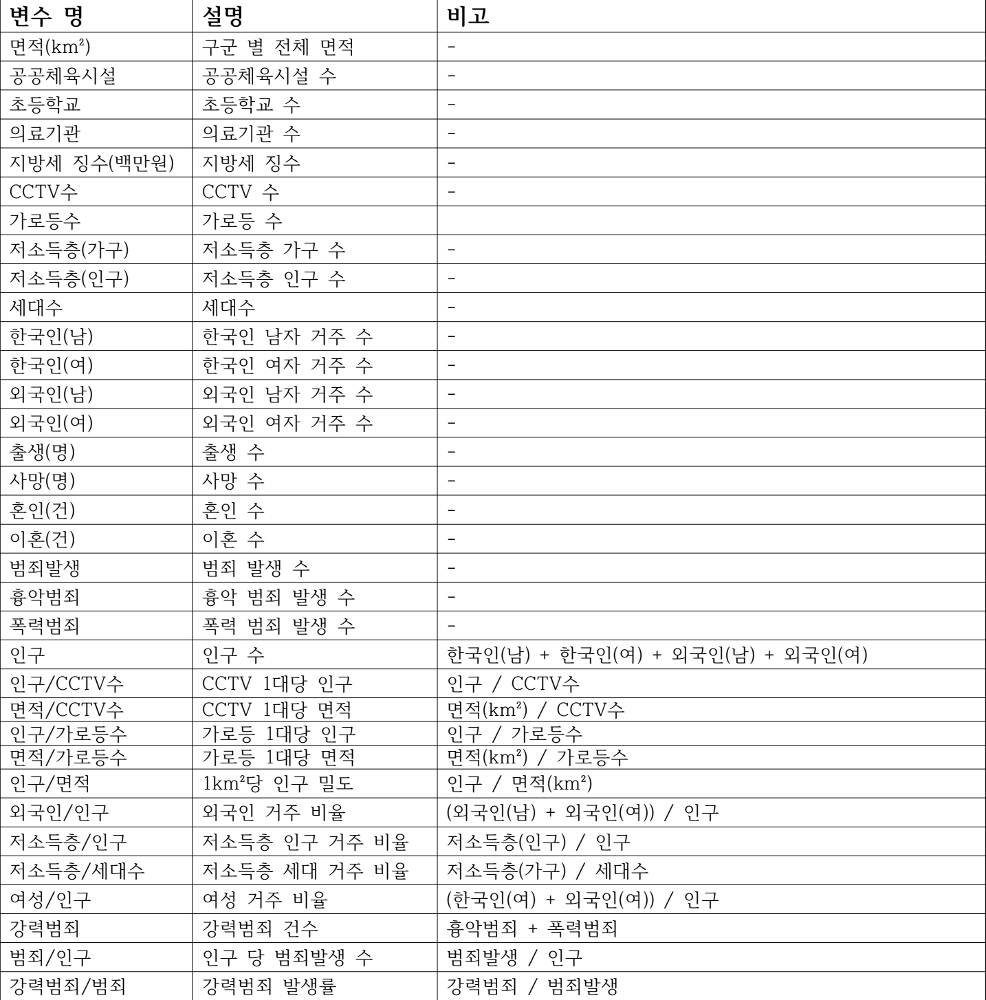 변수 명 설명 비고
면적(km²) 구군 별 전체 면적 -
공공체육시설 공공체육시설 수 -
초등학교 초등학교 수 -
의료기관 의료기관 수 -
지방세 징수(백만원) 지방세 징수 -
CCTV수 CCTV 수 -
가로등수 가로등 수
저소득층(가구) 저소득층 가구 수 -
저소득층(인구) 저소득층 인구 수 -
세대수 세대수 -
한국인(남) 한국인 남자 거주 수 -
한국인(여) 한국인 여자 거주 수 -
외국인(남) 외국인 남자 거주 수 -
외국인(여) 외국인 여자 거주 수 -
출생(명) 출생 수 -
사망(명) 사망 수 -
혼인(건) 혼인 수 -
이혼(건) 이혼 수 -
범죄발생 범죄 발생 수 -
흉악범죄 흉악 범죄 발생 수 -
폭력범죄 폭력 범죄 발생 수 -
인구 인구 수 한국인(남) + 한국인(여) + 외국인(남) + 외국인(여)
인구/CCTV수 CCTV 1대당 인구 인구 / CCTV수
면적/CCTV수 CCTV 1대당 면적 면적(km²) / CCTV수
인구/가로등수 가로등 1대당 인구 인구 / 가로등수
면적/가로등수 가로등 1대당 면적 면적(km²) / 가로등수
인구/면적 1km²당 인구 밀도 인구 / 면적(km²)
외국인/인구 외국인 거주 비율 (외국인(남) + 외국인(여)) / 인구
저소득층/인구 저소득층 인구 거주 비율 저소득층(인구) / 인구
저소득층/세대수 저소득층 세대 거주 비율 저소득층(가구) / 세대수
여성/인구 여성 거주 비율 (한국인(여) + 외국인(여)) / 인구
강력범죄 강력범죄 건수 흉악범죄 + 폭력범죄
범죄/인구 인구 당 범죄발생 수 범죄발생 / 인구
강력범죄/범죄 강력범죄 발생률 강력범죄 / 범죄발생